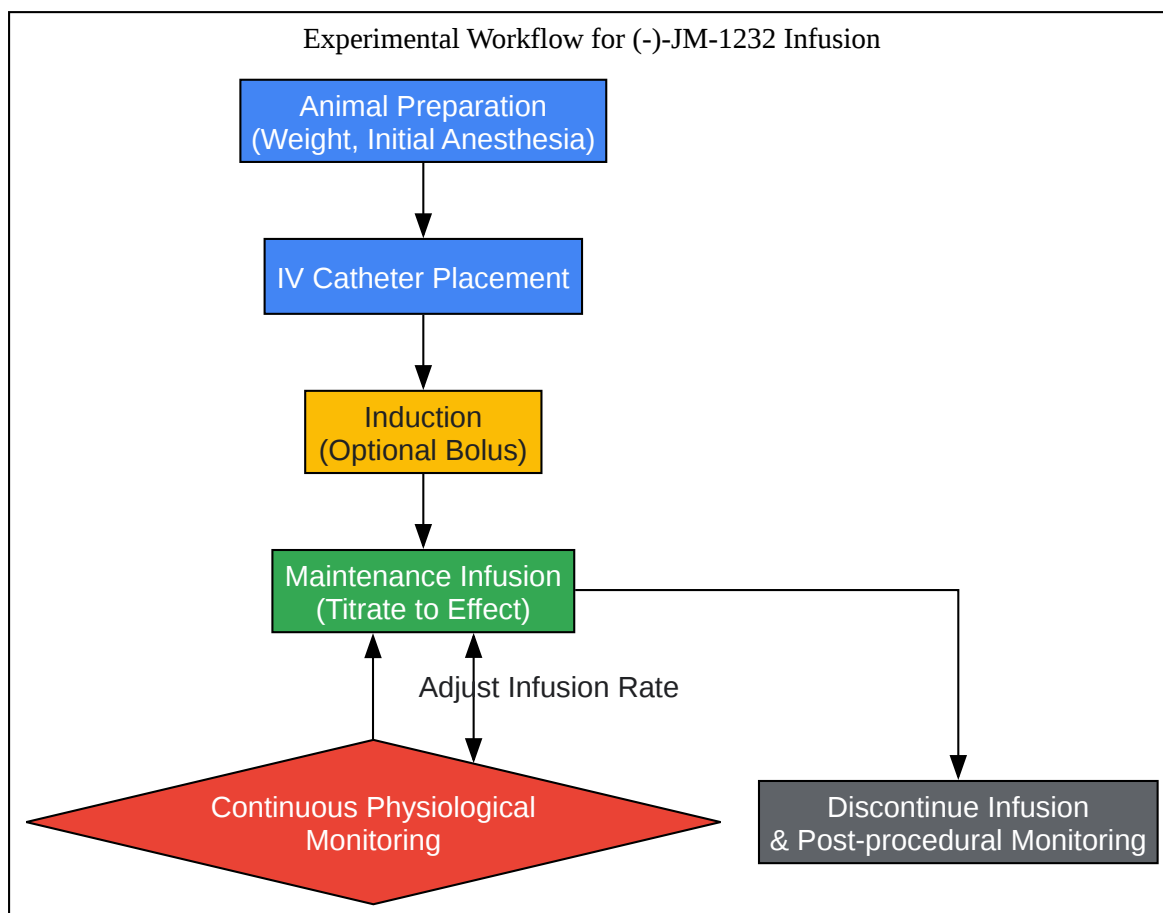 Experimental Workflow for (-)-JM-1232 Infusion
Animal Preparation
(Weight, Initial Anesthesia)
IV Catheter Placement
Induction
(Optional Bolus)
Maintenance Infusion
(Titrate to Effect)
Adjust Infusion Rate
Continuous Physiological
Monitoring
Discontinue Infusion
& Post-procedural Monitoring